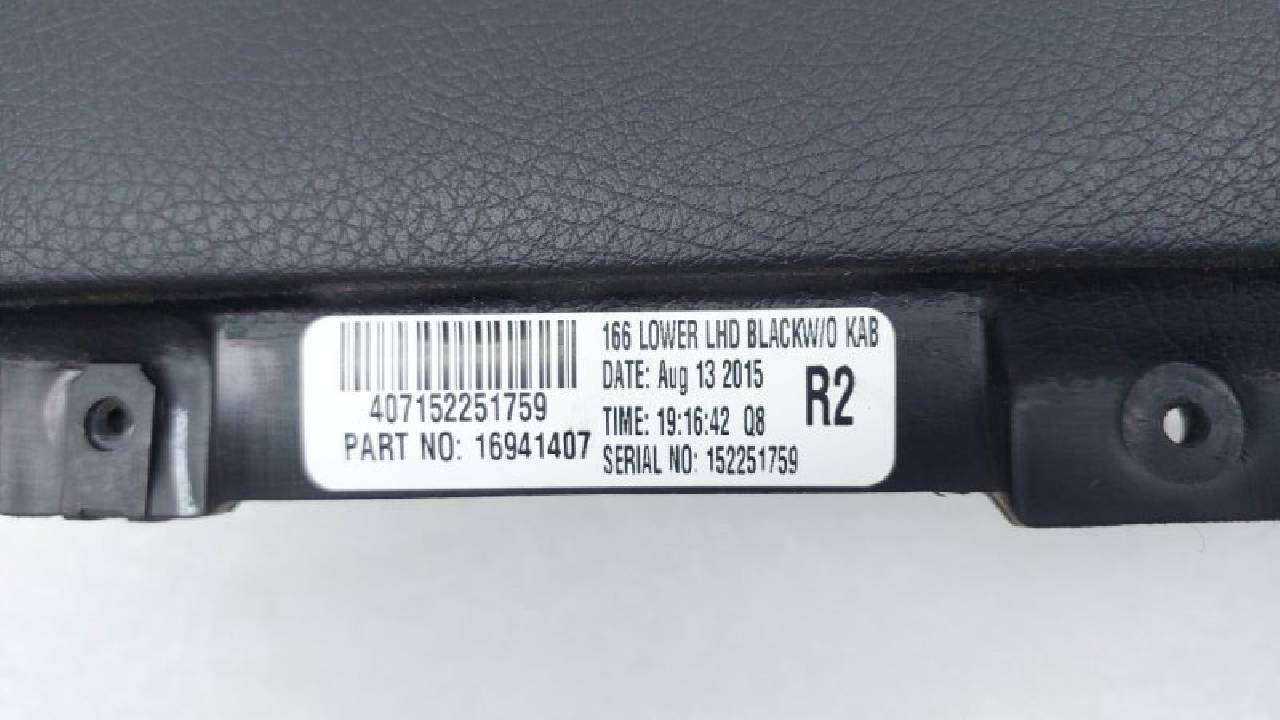 407152251759
PART NO: 16941407
166 LOWER LHD BLACKW/O KAB
DATE: Aug 13 2015
TIME: 19:16:42 Q8
SERIAL NO: 152251759
R2